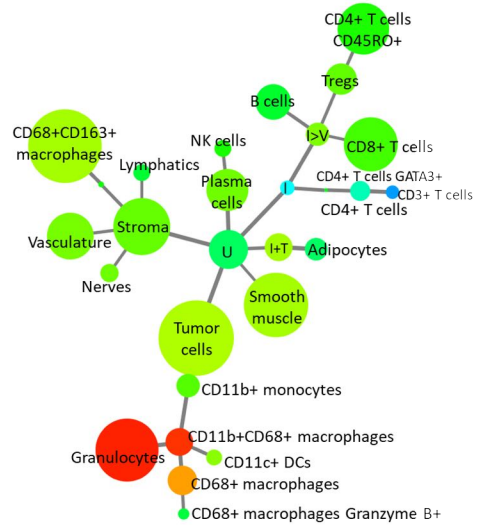 CD4+ T cells
CD45RO+
Tregs
B cells
I>V
CD8+ T cells
CD68+CD163+
macrophages
NK cells
Lymphatics
Plasma
cells
CD4+ T cells GATA3+
I
CD3+ T cells
CD4+ T cells
Stroma
Vasculature
U
I+T
Adipocytes
Nerves
Smooth
muscle
Tumor
cells
CD11b+ monocytes
CD11b+CD68+ macrophages
Granulocytes
CD11c+ DCs
CD68+ macrophages
CD68+ macrophages Granzyme B+